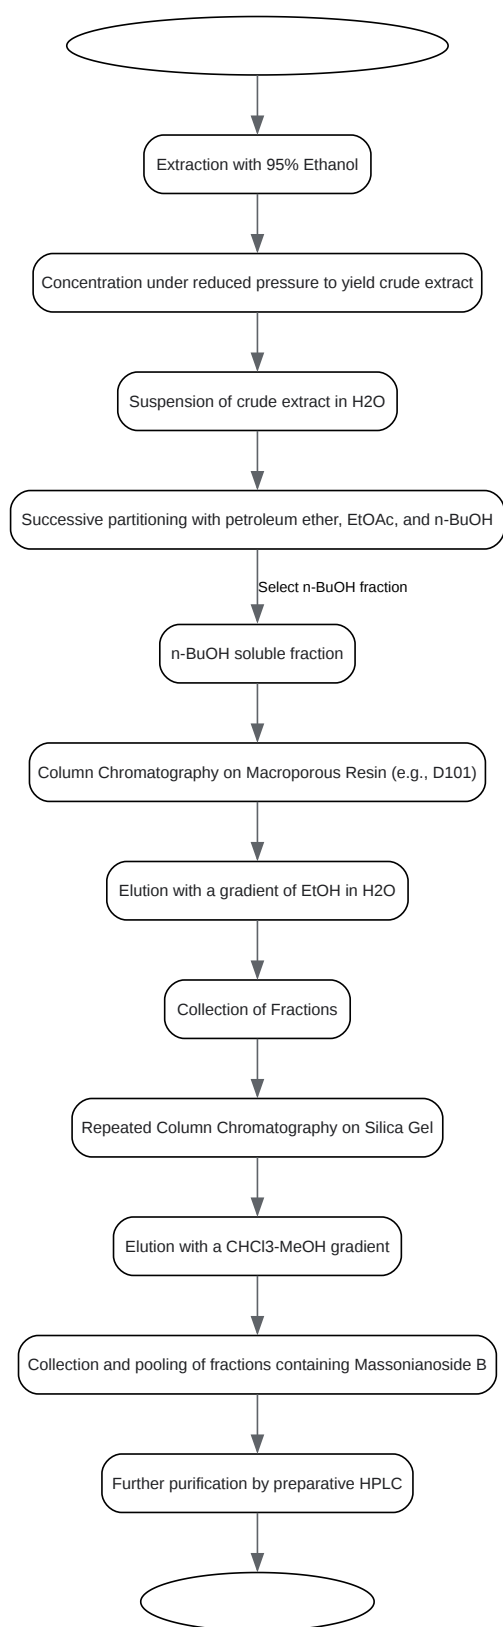 Extraction with 95% Ethanol
Concentration under reduced pressure to yield crude extract
Suspension of crude extract in H2O
Successive partitioning with petroleum ether, EtOAc, and n-BuOH
Select n-BuOH fraction
n-BuOH soluble fraction
Column Chromatography on Macroporous Resin (e.g., D101)
Elution with a gradient of EtOH in H2O
Collection of Fractions
Repeated Column Chromatography on Silica Gel
Elution with a CHCl3-MeOH gradient
Collection and pooling of fractions containing Massonianoside B
Further purification by preparative HPLC